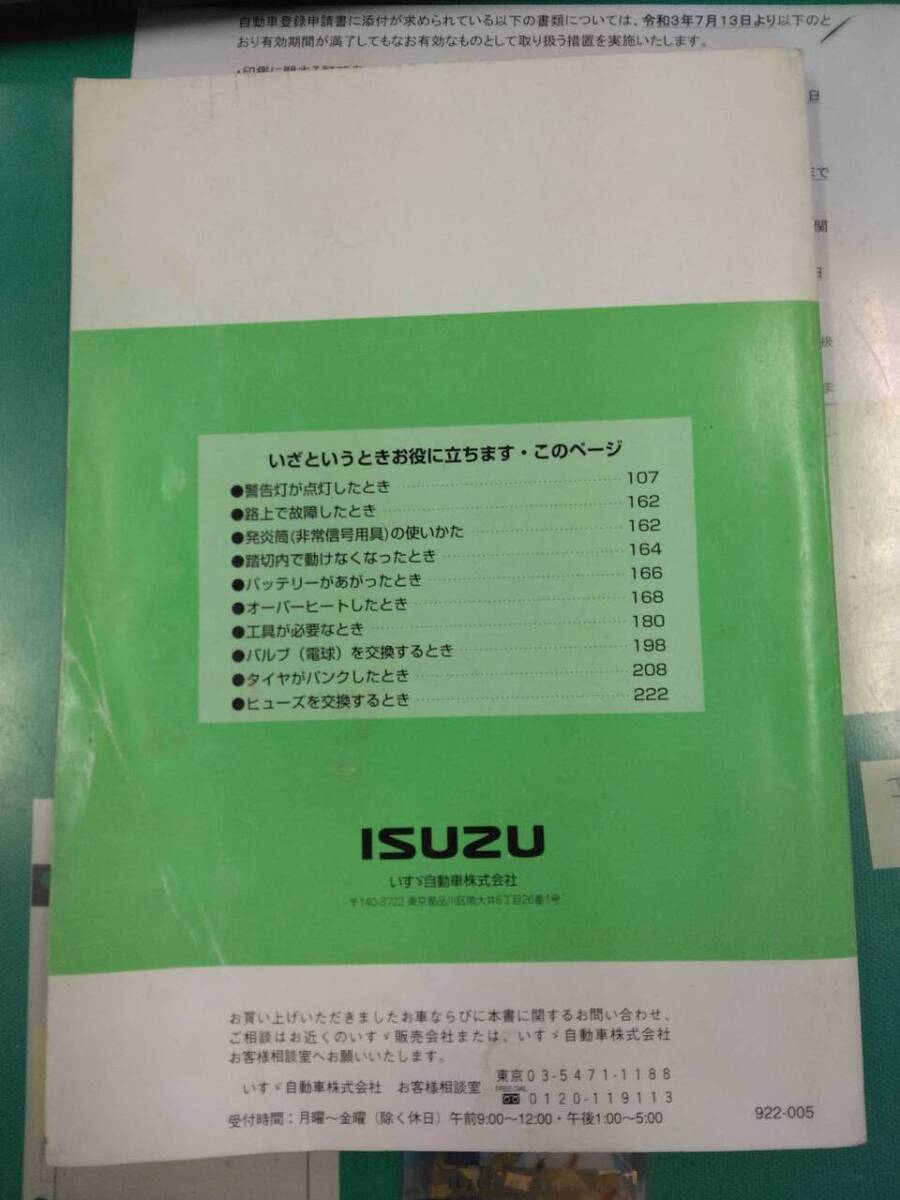 自動車登録申請書に添付が求められている以下の書類については、令和3年7月13日より以下のと
おり有効期間が満了してもなお有効なものとして取り扱う措置を実施いたします。
日
まで
関
日
扱
ま
いざというときお役に立ちます・このページ
●警告灯が点灯したとき 107
●路上で故障したとき 162
●発炎筒(非常信号用具)の使いかた 162
●踏切内で動けなくなったとき 164
●バッテリーがあがったとき 166
●オーバーヒートしたとき 168
●工具が必要なとき 180
●バルブ（電球）を交換するとき 198
●タイヤがパンクしたとき 208
●ヒューズを交換するとき 222
ISUZU
いすゞ自動車株式会社
〒140-8722 東京都品川区南大井6丁目26番1号
お買い上げいただきましたお車ならびに本書に関するお問い合わせ、
ご相談はお近くのいすゞ販売会社または、いすゞ自動車株式会社
お客様相談室へお願いいたします。
いすゞ自動車株式会社 お客様相談室 東京03-5471-1188
FREE DIAL 0120-119113
受付時間：月曜～金曜（除く休日）午前9:00～12:00・午後1:00～5:00
922-005